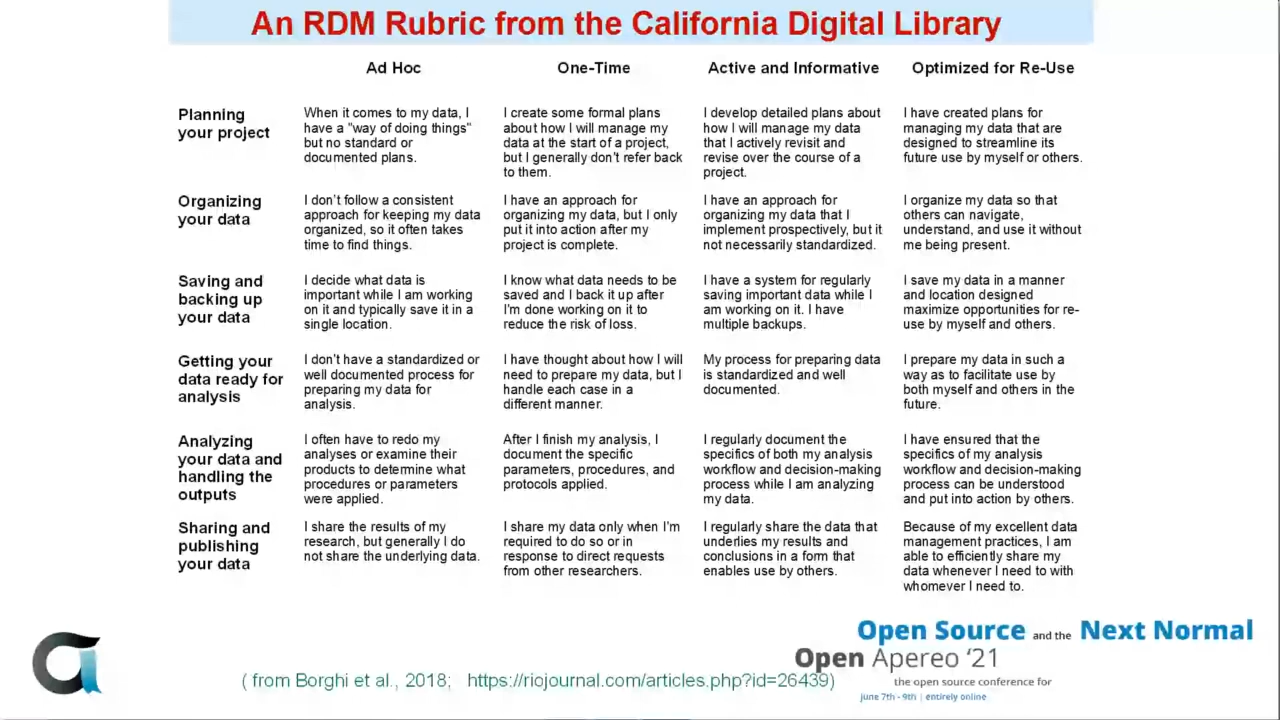 An RDM Rubric from the California Digital Library
Ad Hoc
One-Time
Active and Informative
Optimized for Re-Use
Planning
your project
When it comes to my data, I
have a "way of doing things"
but no standard or
documented plans.
I create some formal plans
about how I will manage my
data at the start of a project,
but I generally don't refer back
to them.
I develop detailed plans about
how I will manage my data
that I actively revisit and
revise over the course of a
project.
I have created plans for
managing my data that are
designed to streamline its
future use by myself or others.
Organizing
your data
I don't follow a consistent
approach for keeping my data
organized, so it often takes
time to find things.
I have an approach for
organizing my data, but I only
put it into action after my
project is complete.
I have an approach for
organizing my data that I
implement prospectively, but it
not necessarily standardized.
I organize my data so that
others can navigate,
understand, and use it without
me being present.
Saving and
backing up
your data
I decide what data is
important while I am working
on it and typically save it in a
single location.
I know what data needs to be
saved and I back it up after
I'm done working on it to
reduce the risk of loss.
I have a system for regularly
saving important data while I
am working on it. I have
multiple backups.
I save my data in a manner
and location designed
maximize opportunities for re-
use by myself and others.
Getting your
data ready for
analysis
I don't have a standardized or
well documented process for
preparing my data for
analysis.
I have thought about how I will
need to prepare my data, but I
handle each case in a
different manner.
My process for preparing data
is standardized and well
documented.
I prepare my data in such a
way as to facilitate use by
both myself and others in the
future.
Analyzing
your data and
handling the
outputs
I often have to redo my
analyses or examine their
products to determine what
procedures or parameters
were applied.
After I finish my analysis, I
document the specific
parameters, procedures, and
protocols applied.
I regularly document the
specifics of both my analysis
workflow and decision-making
process while I am analyzing
my data.
I have ensured that the
specifics of my analysis
workflow and decision-making
process can be understood
and put into action by others.
Sharing and
publishing
your data
I share the results of my
research, but generally I do
not share the underlying data.
I share my data only when I'm
required to do so or in
response to direct requests
from other researchers.
I regularly share the data that
underlies my results and
conclusions in a form that
enables use by others.
Because of my excellent data
management practices, I am
able to efficiently share my
data whenever I need to with
whomever I need to.
( from Borghi et al., 2018; https://riojournal.com/articles.php?id=26439)
Open Source and the Next Normal
Open Apereo '21
the open source conference for
june 7th - 9th | entirely online